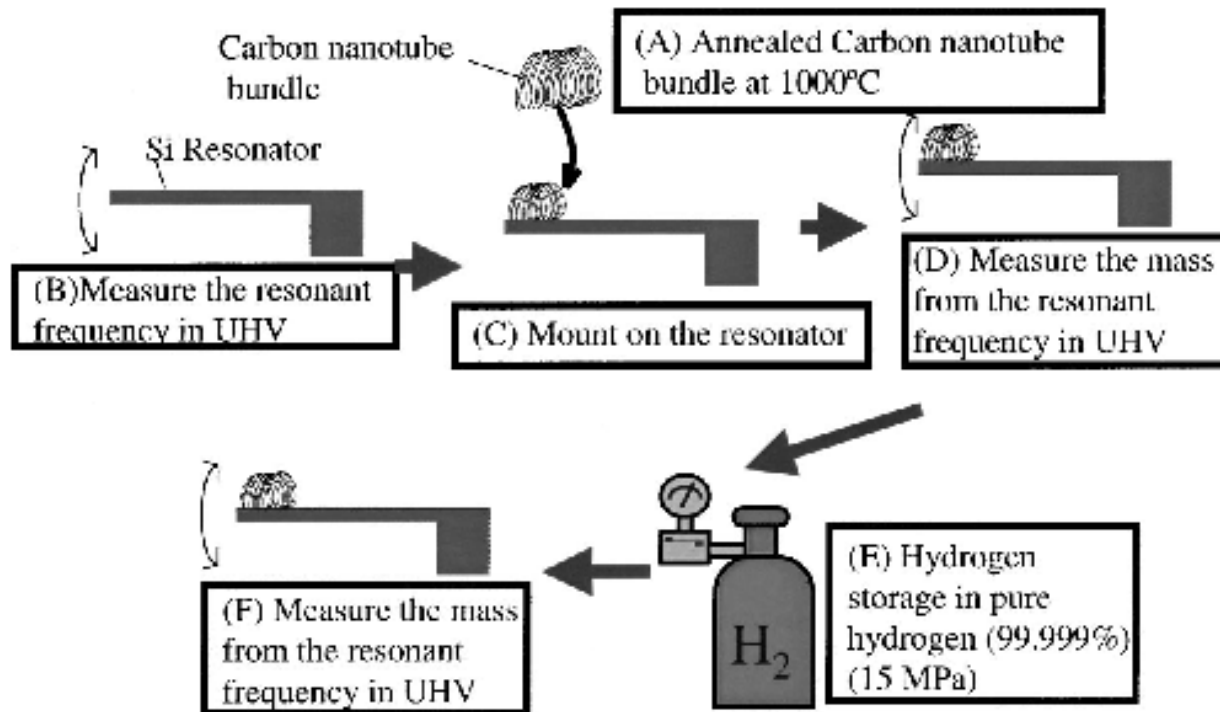 Carbon nanotube
bundle
(A) Annealed Carbon nanotube
bundle at 1000ºC
Si Resonator
(B)Measure the resonant
frequency in UHV
(C) Mount on the resonator
(D) Measure the mass
from the resonant
frequency in UHV
(E) Hydrogen
storage in pure
hydrogen (99.999%)
(15 MPa)
H2
(F) Measure the mass
from the resonant
frequency in UHV